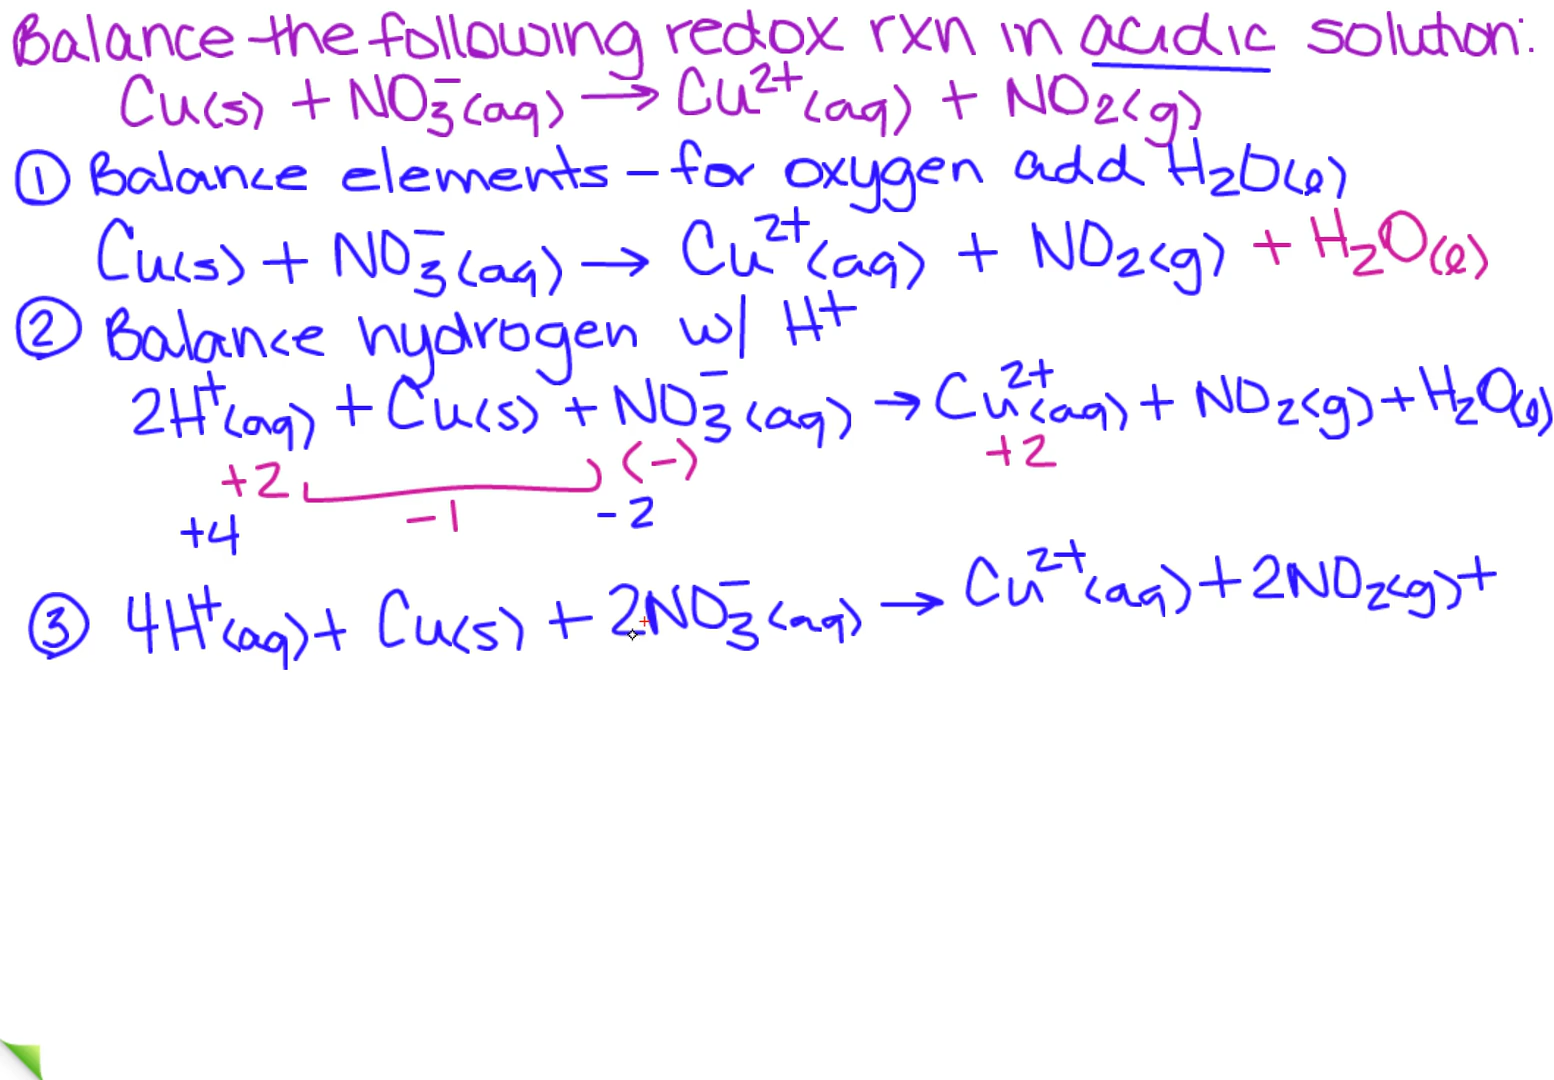 Balance the following redox rxn in acidic solution:
Cu(s) + NO₃⁻(aq) → Cu²⁺(aq) + NO₂(g)
① Balance elements – for oxygen add H₂O(l)
Cu(s) + NO₃⁻(aq) → Cu²⁺(aq) + NO₂(g) + H₂O(l)
② Balance hydrogen w/ H⁺
2H⁺(aq) + Cu(s) + NO₃⁻(aq) → Cu²⁺(aq) + NO₂(g) + H₂O(l)
+2 (-) +2
-1
+4 -2
③ 4H⁺(aq) + Cu(s) + 2NO₃⁻(aq) → Cu²⁺(aq) + 2NO₂(g) +